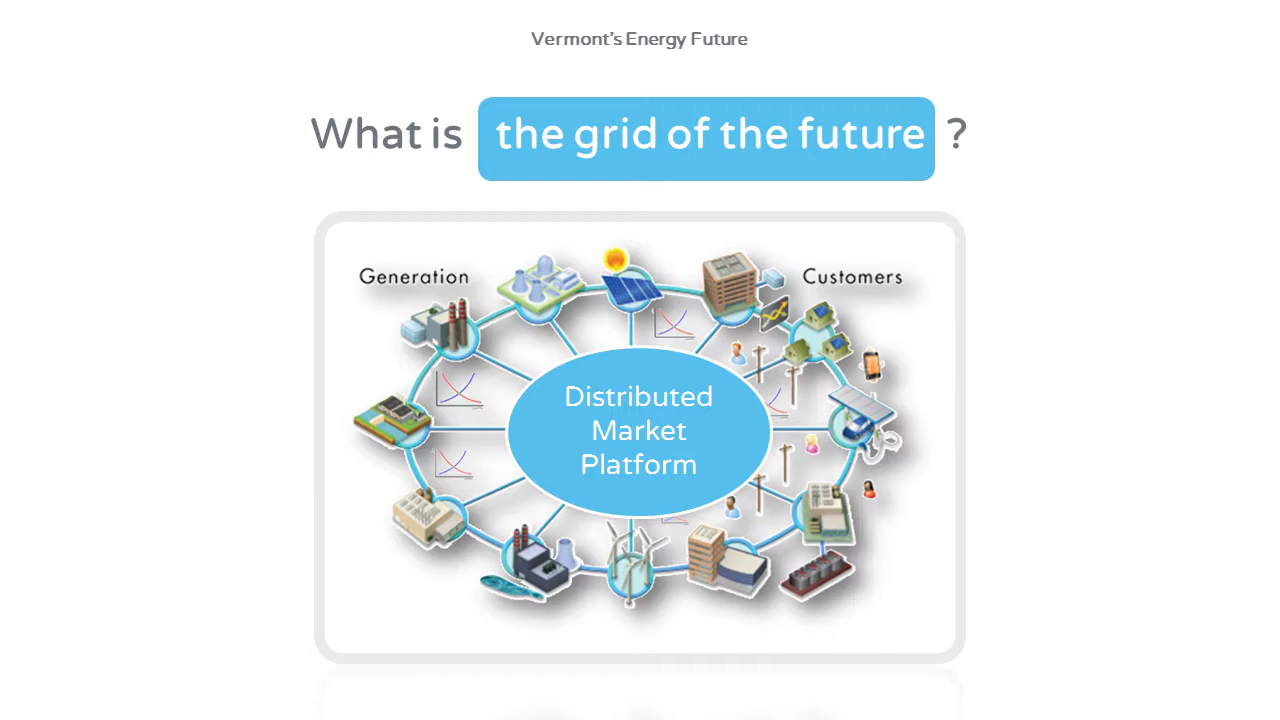 Vermont's Energy Future
What is the grid of the future ?
Generation
Customers
Distributed
Market
Platform